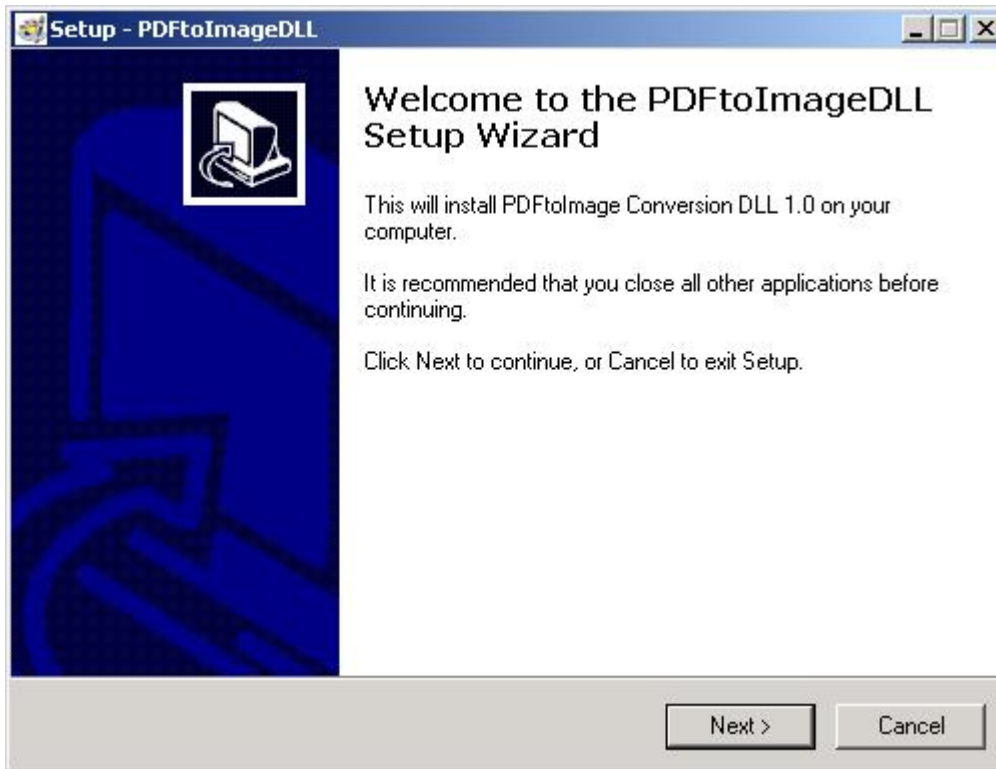 Setup - PDFtoImageDLL
Welcome to the PDFtoImageDLL
Setup Wizard
This will install PDFtoImage Conversion DLL 1.0 on your
computer.
It is recommended that you close all other applications before
continuing.
Click Next to continue, or Cancel to exit Setup.
Next >
Cancel